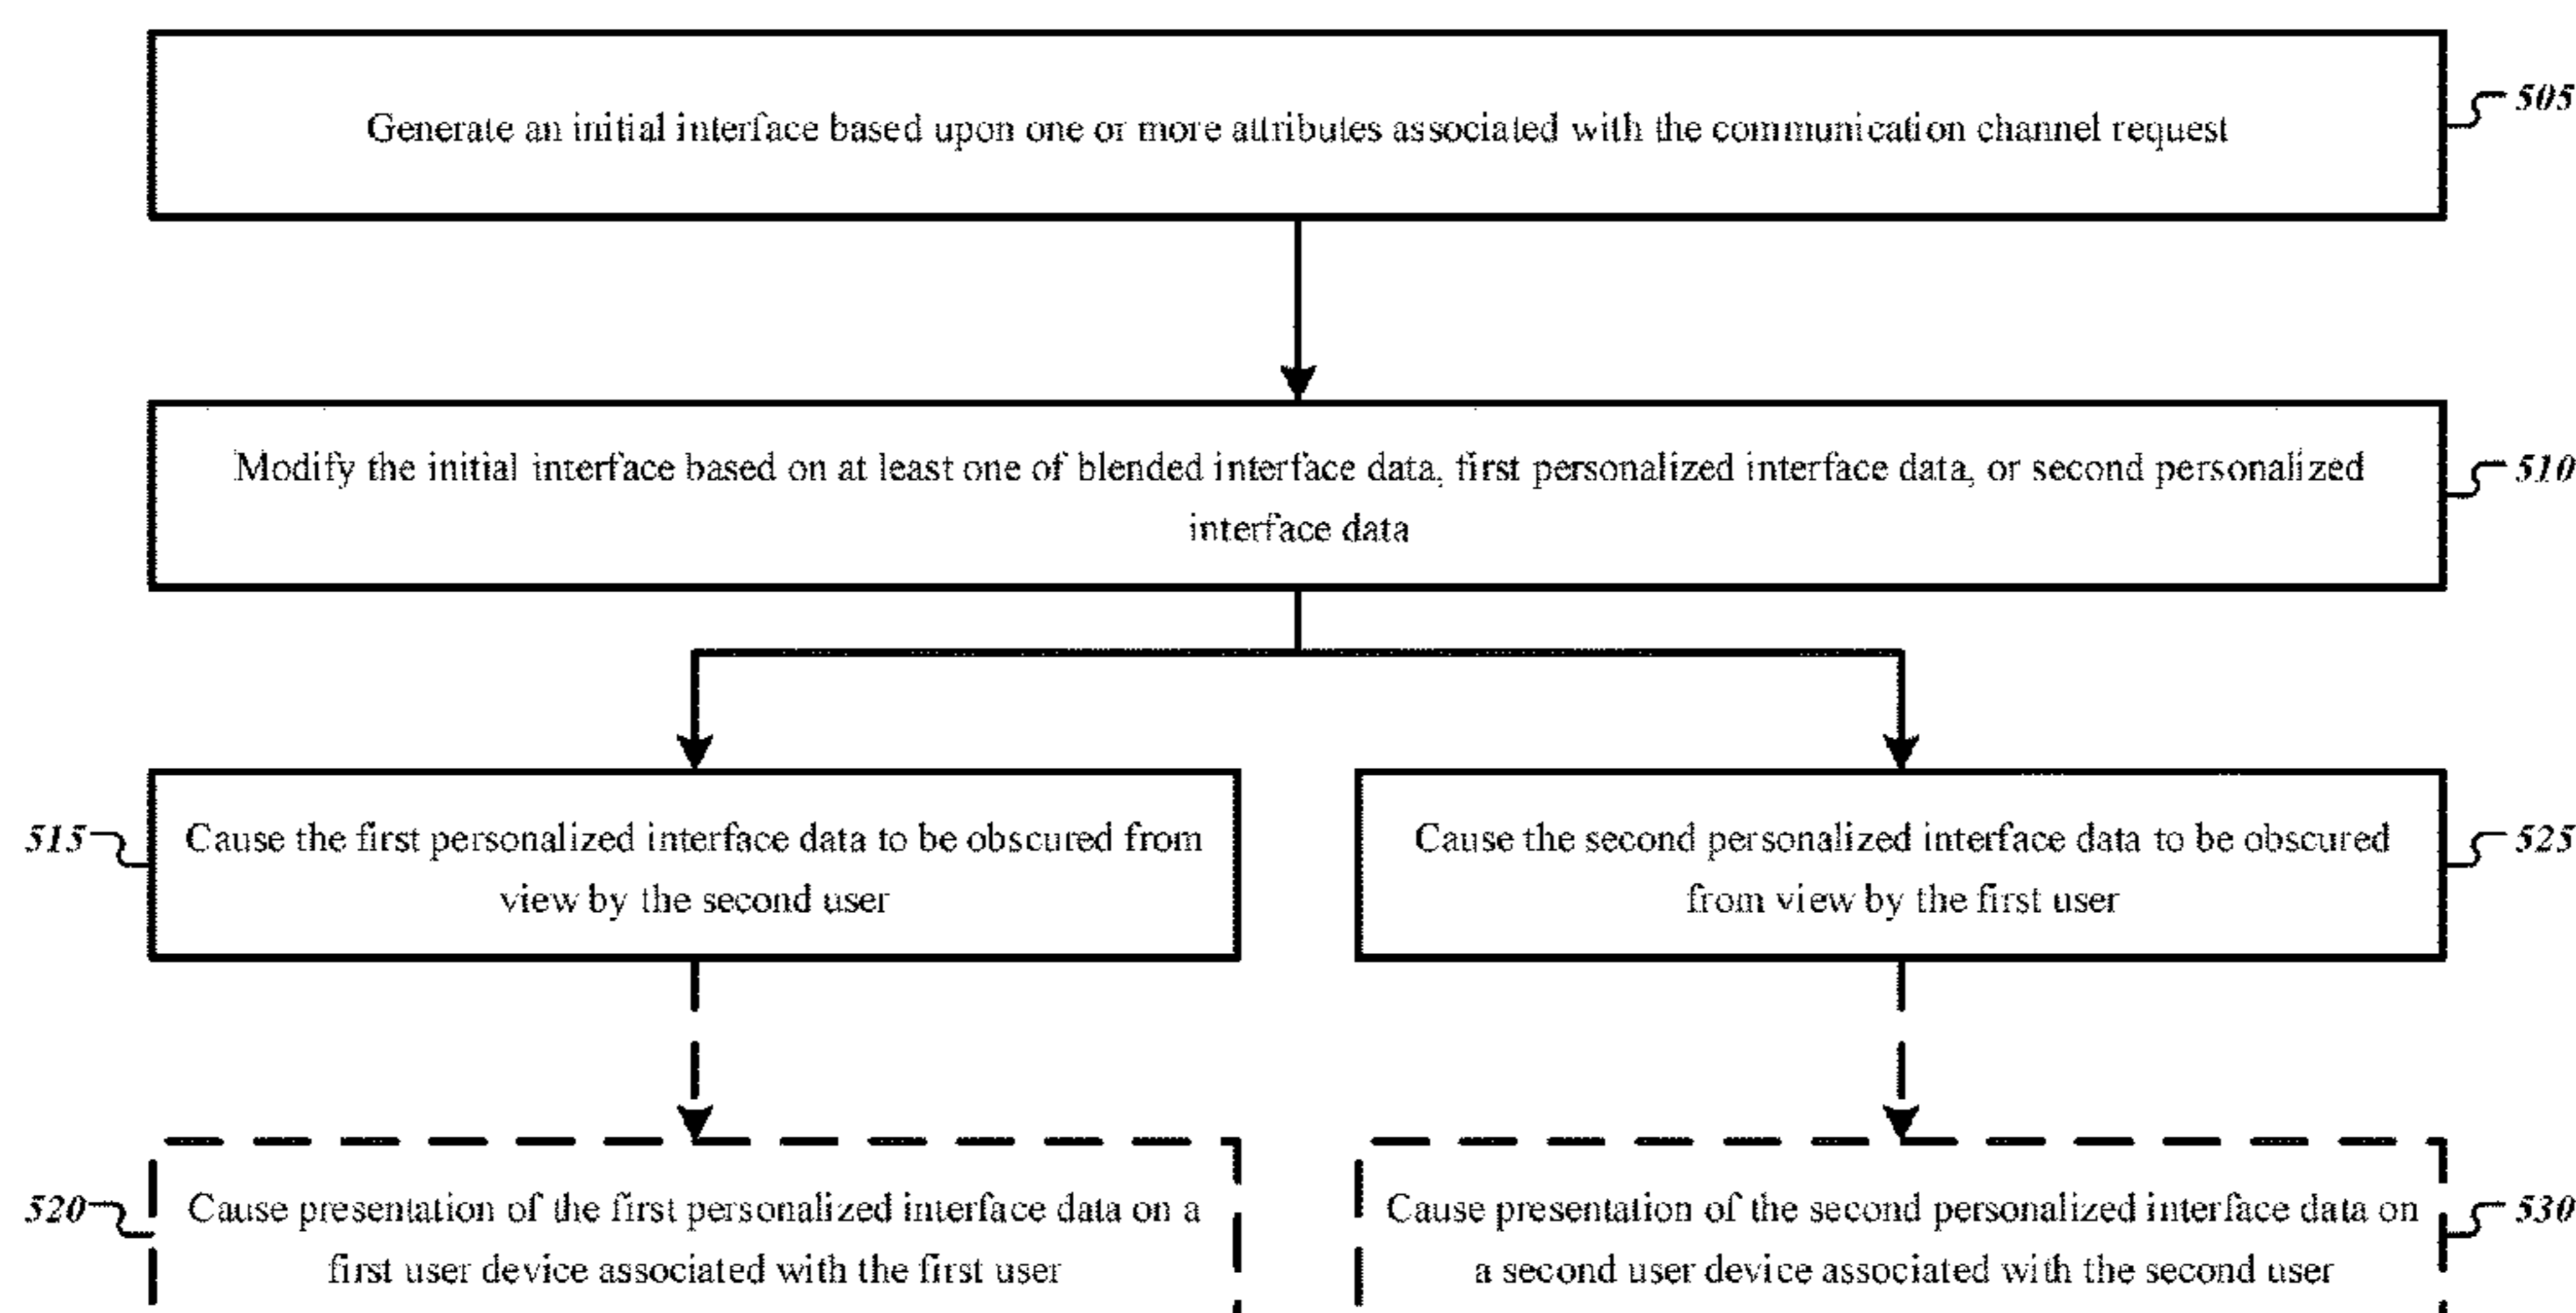 Generate an initial interface based upon one or more attributes associated with the communication channel request
505
Modify the initial interface based on at least one of blended interface data, first personalized interface data, or second personalized
interface data
510
515
Cause the first personalized interface data to be obscured from
view by the second user
Cause the second personalized interface data to be obscured
from view by the first user
525
520
Cause presentation of the first personalized interface data on a
first user device associated with the first user
Cause presentation of the second personalized interface data on
a second user device associated with the second user
530